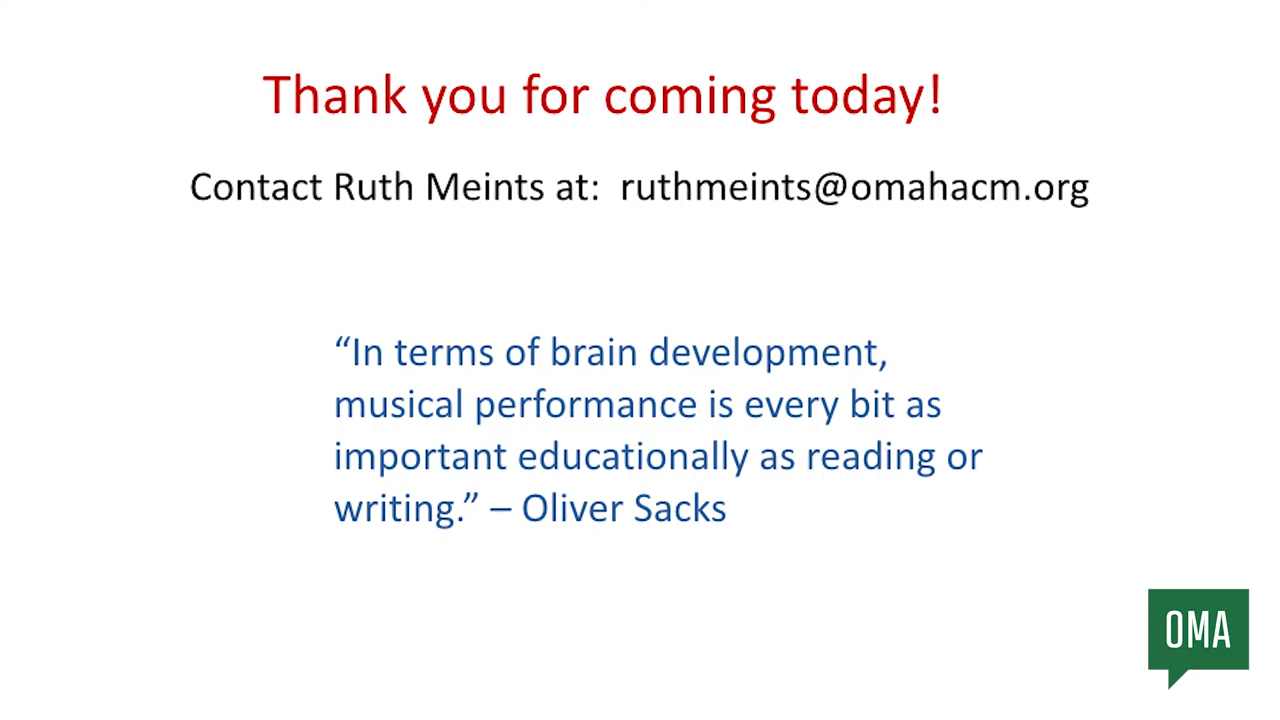 Thank you for coming today!
Contact Ruth Meints at: ruthmeints@omahacm.org
“In terms of brain development,
musical performance is every bit as
important educationally as reading or
writing.” – Oliver Sacks
OMA